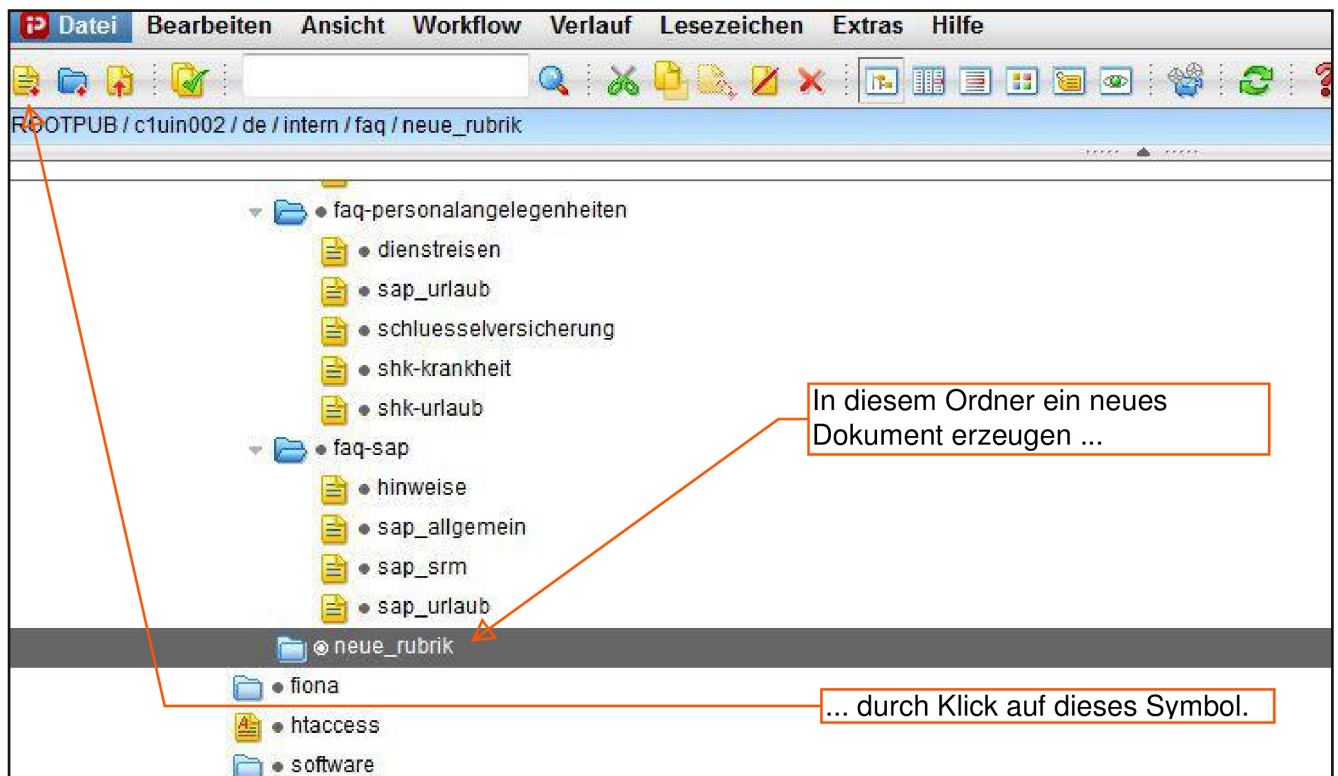 Datei Bearbeiten Ansicht Workflow Verlauf Lesezeichen Extras Hilfe
ROOTPUB / c1uin002 / de / intern / faq / neue_rubrik
faq-personalangelegenheiten
dienstreisen
sap_urlaub
schluesselversicherung
shk-krankheit
shk-urlaub
In diesem Ordner ein neues
Dokument erzeugen ...
faq-sap
hinweise
sap_allgemein
sap_srm
sap_urlaub
neue_rubrik
fiona
... durch Klick auf dieses Symbol.
htaccess
software